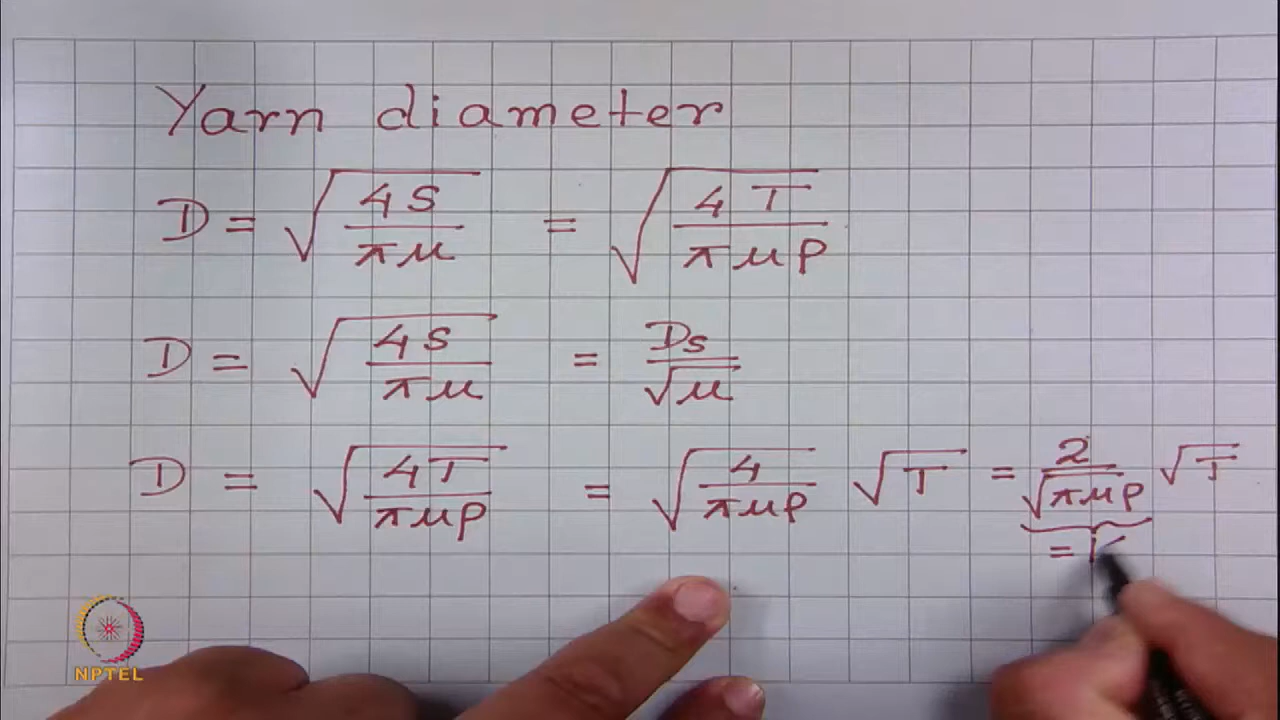 Yarn diameter
D = √(4S/πμ) = √(4T/πμρ)
D = √(4S/πμ) = Ds/√μ
D = √(4T/πμρ) = √(4/πμρ) √T = 2/√(πμρ) √T
= K
NPTEL